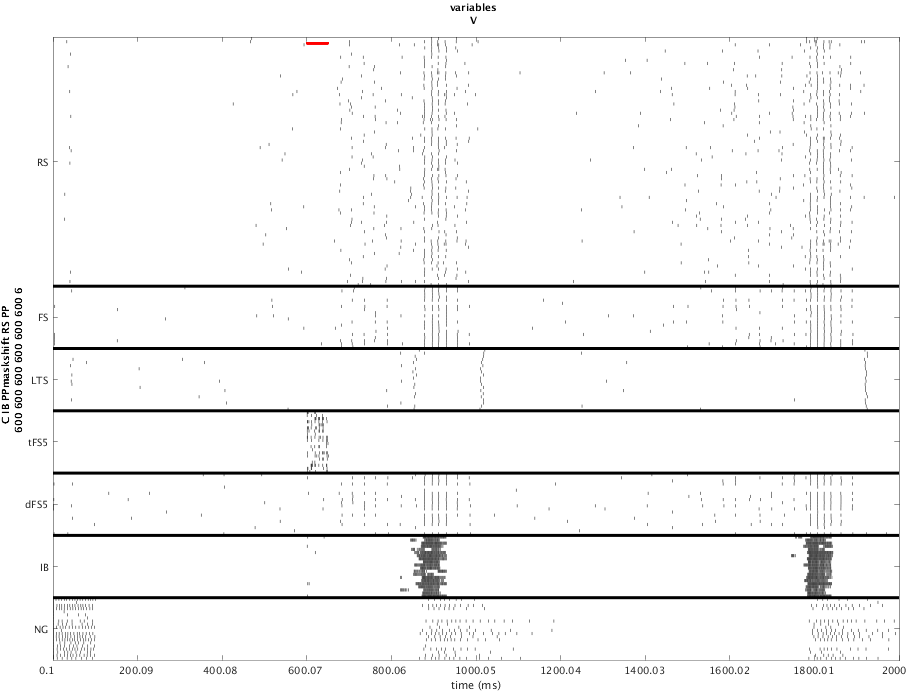 variables
V
C IB PPmaskshift RS PP
600 600 600 600 600 600 600 6
RS
FS
LTS
tFS5
dFS5
IB
NG
0.1 200.09 400.08 600.07 800.06 1000.05 1200.04 1400.03 1600.02 1800.01 2000
time (ms)